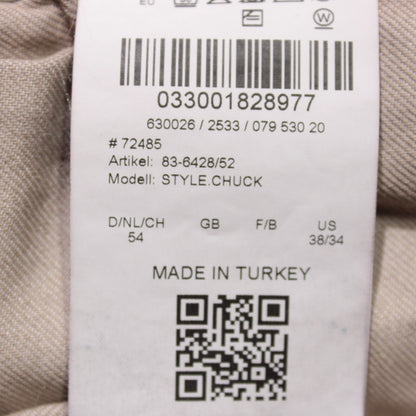 EU
W
033001828977
630026 / 2533 / 079 530 20
# 72485
Artikel: 83-6428/52
Modell: STYLE.CHUCK
D/NL/CH GB F/B US
54 38/34
MADE IN TURKEY